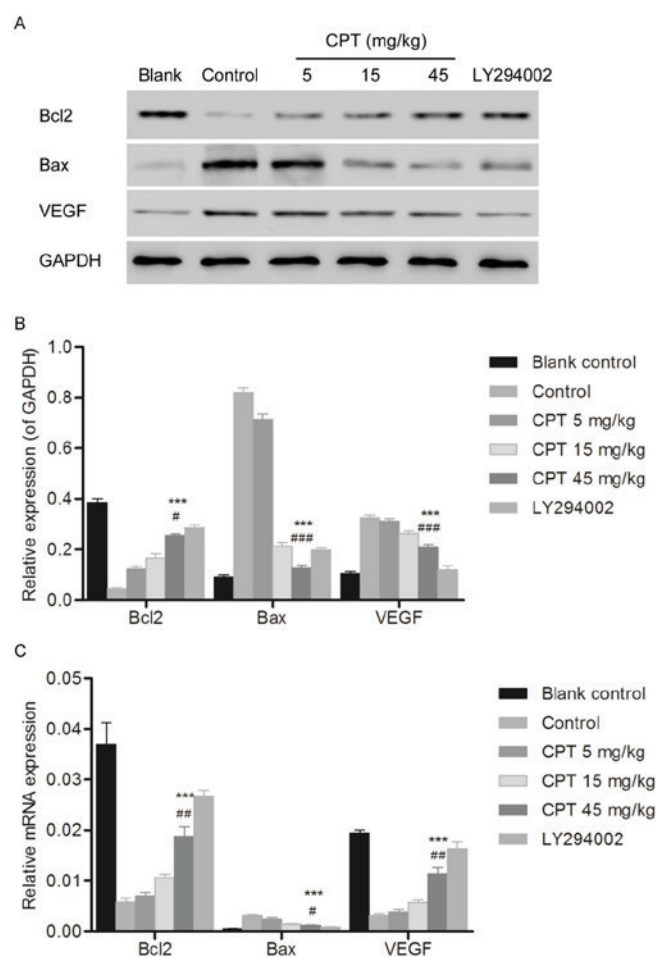 A
CPT (mg/kg)
Blank Control 5 15 45 LY294002
Bcl2
Bax
VEGF
GAPDH
B
Relative expression (of GAPDH)
1.0
0.8
0.6
0.4
0.2
0.0
***
#
***
###
***
###
Bcl2 Bax VEGF
Blank control
Control
CPT 5 mg/kg
CPT 15 mg/kg
CPT 45 mg/kg
LY294002
C
Relative mRNA expression
0.05
0.04
0.03
0.02
0.01
0.00
***
##
***
#
***
##
Bcl2 Bax VEGF
Blank control
Control
CPT 5 mg/kg
CPT 15 mg/kg
CPT 45 mg/kg
LY294002